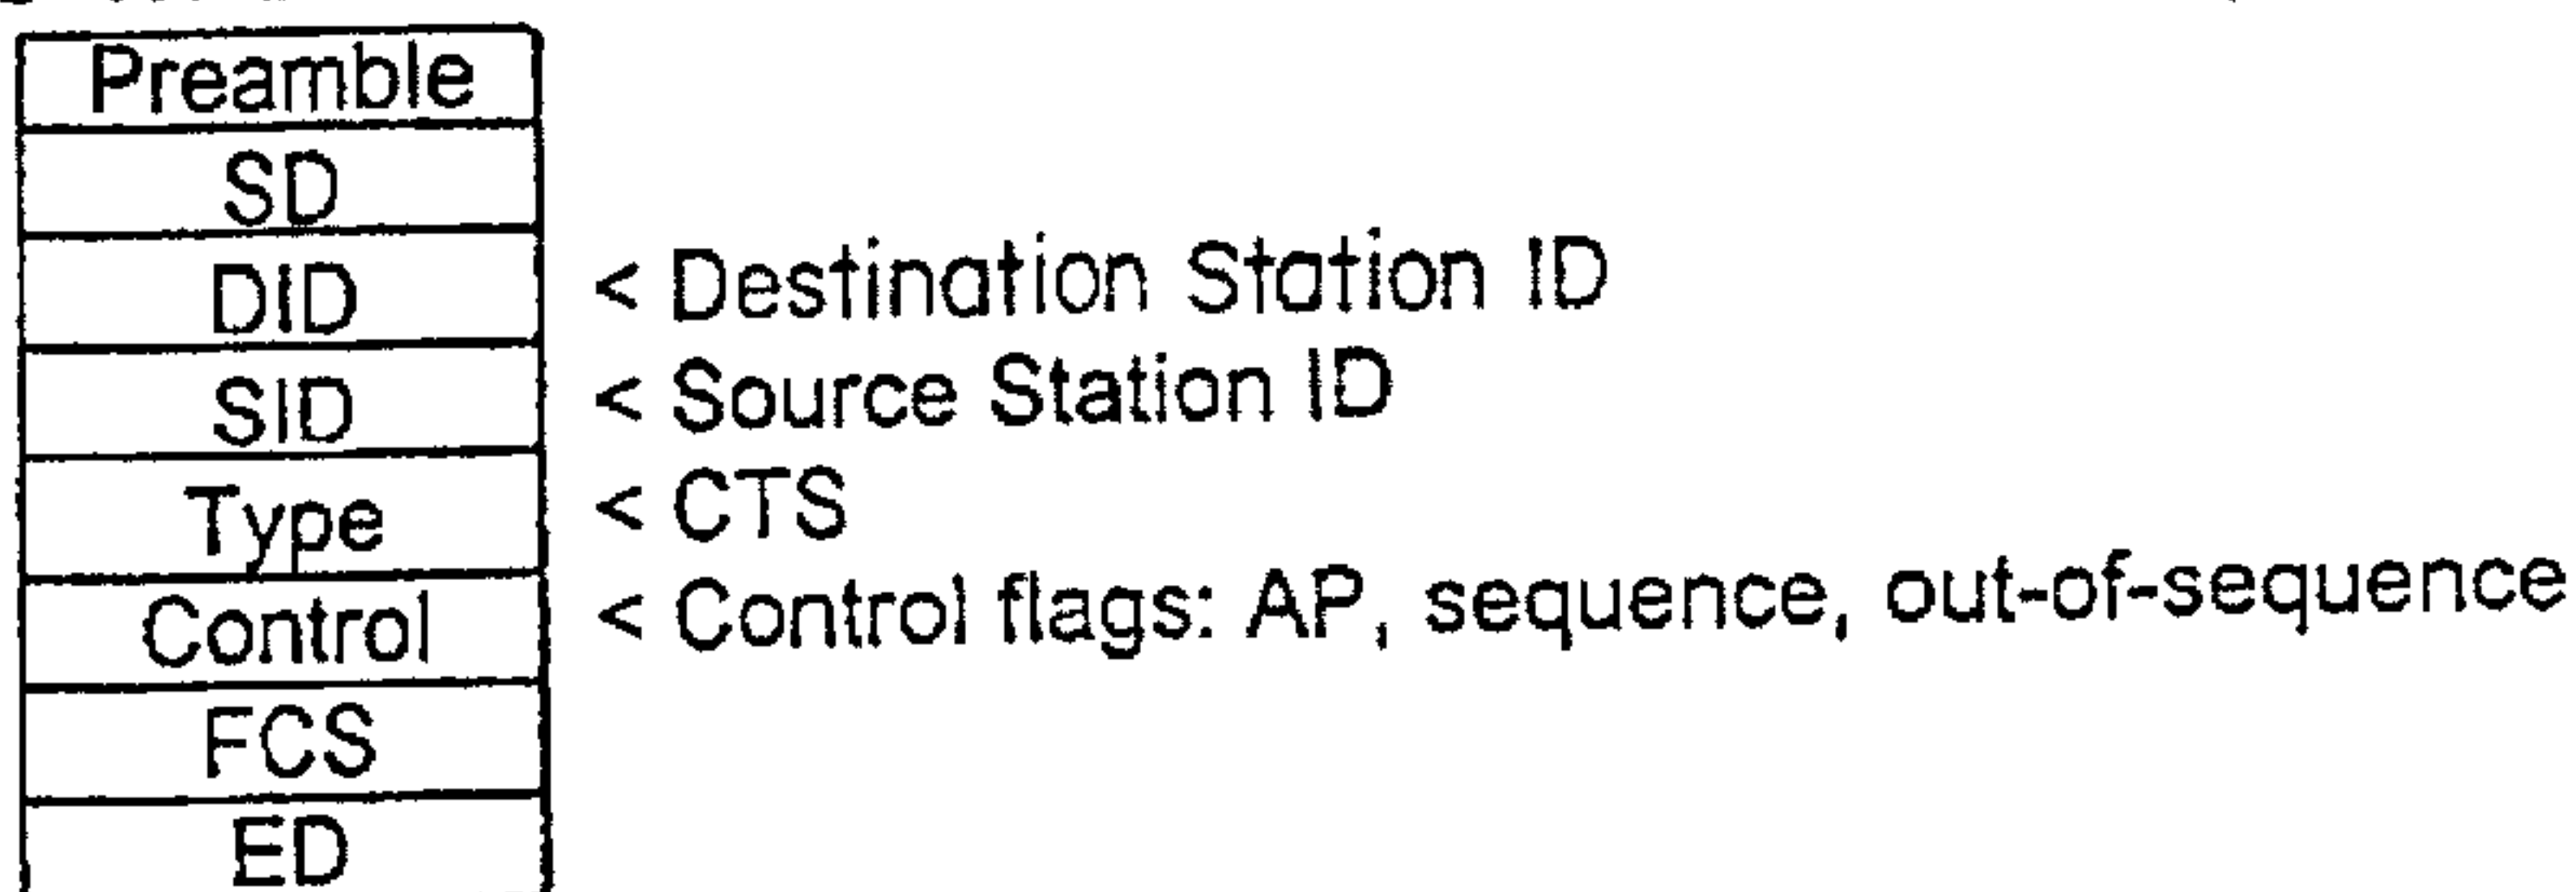 Preamble
SD
DID < Destination Station ID
SID < Source Station ID
Type < CTS
Control < Control flags: AP, sequence, out-of-sequence
FCS
ED